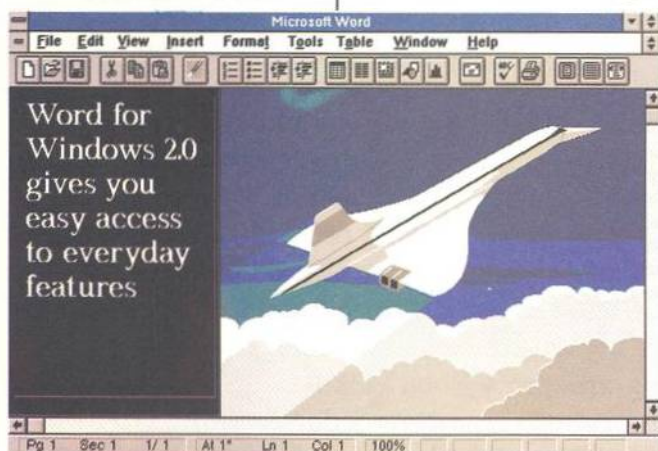 Microsoft Word
File Edit View Insert Format Tools Table Window Help
Word for
Windows 2.0
gives you
easy access
to everyday
features
Pg 1 Sec 1 1/1 At 1" Ln 1 Col 1 100%